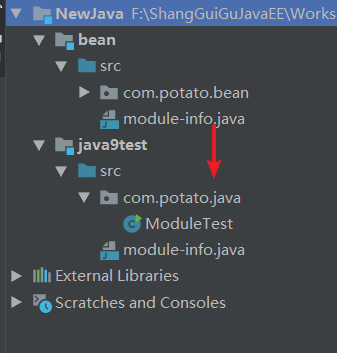 NewJava F:\ShangGuiGuJavaEE\Works
bean
src
com.potato.bean
module-info.java
java9test
src
com.potato.java
ModuleTest
module-info.java
External Libraries
Scratches and Consoles